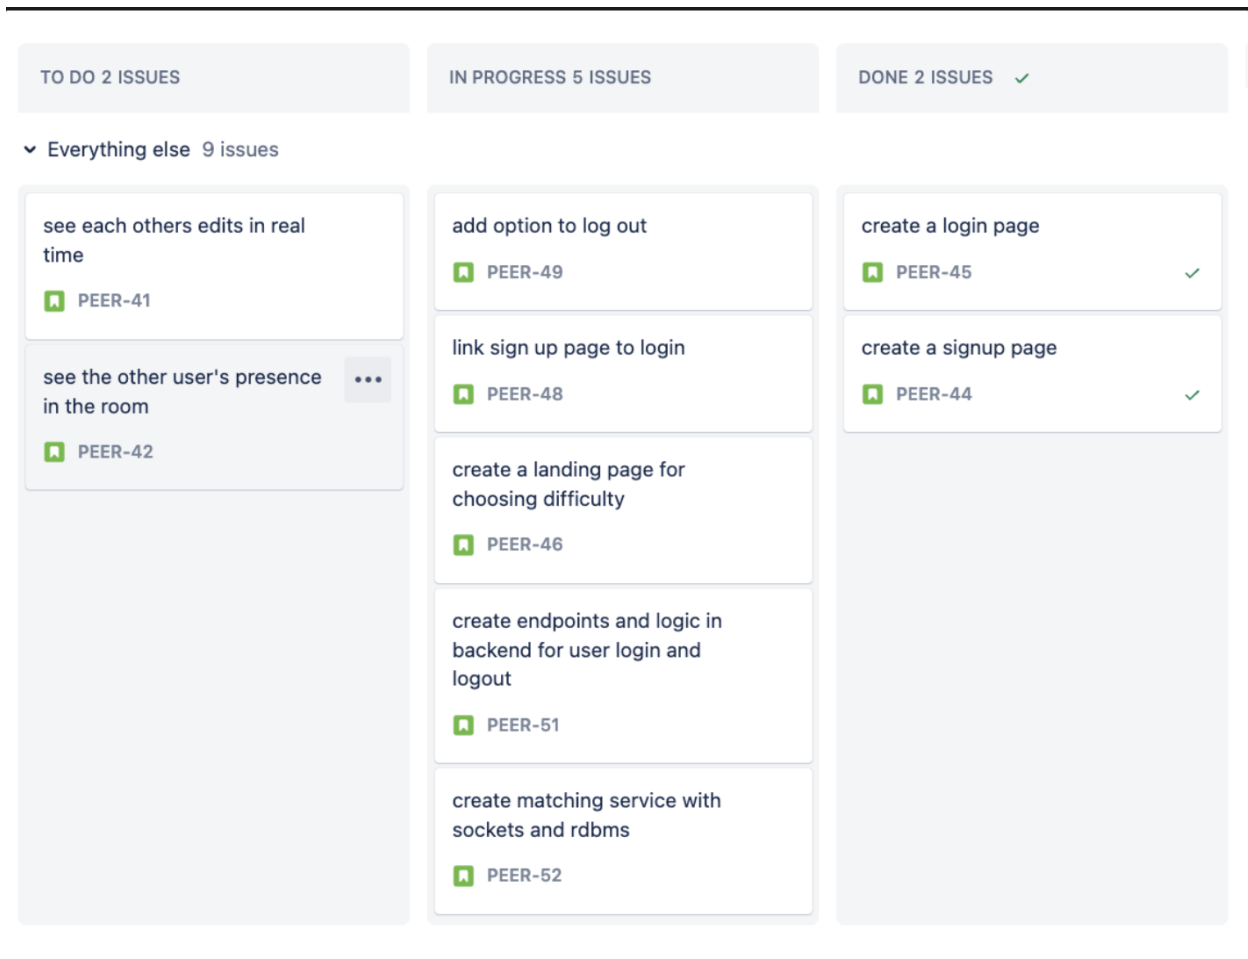 TO DO 2 ISSUES
IN PROGRESS 5 ISSUES
DONE 2 ISSUES
Everything else 9 issues
see each others edits in real
time
PEER-41
see the other user's presence
in the room
PEER-42
add option to log out
PEER-49
link sign up page to login
PEER-48
create a landing page for
choosing difficulty
PEER-46
create endpoints and logic in
backend for user login and
logout
PEER-51
create matching service with
sockets and rdbms
PEER-52
create a login page
PEER-45
create a signup page
PEER-44